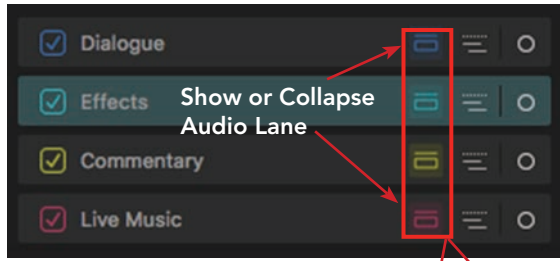 Dialogue
Effects
Show or Collapse
Audio Lane
Commentary
Live Music